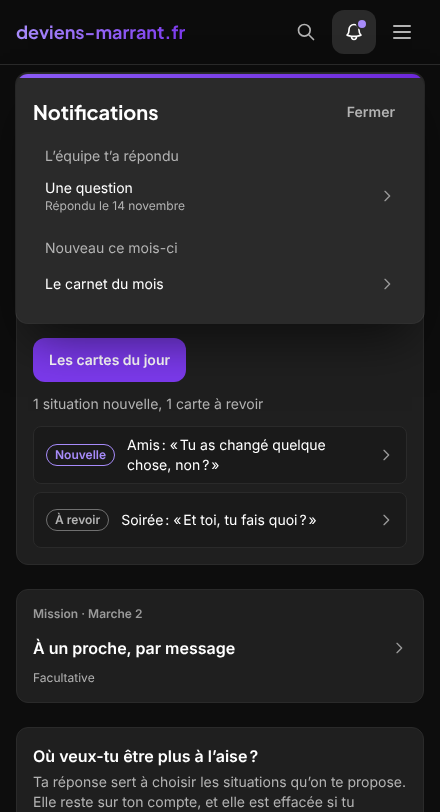 deviens-marrant.fr
Notifications
Fermer
L’équipe t’a répondu
Une question
Répondu le 14 novembre
Nouveau ce mois-ci
Le carnet du mois
Les cartes du jour
1 situation nouvelle, 1 carte à revoir
Nouvelle
Amis : « Tu as changé quelque
chose, non ? »
À revoir
Soirée : « Et toi, tu fais quoi ? »
Mission · Marche 2
À un proche, par message
Facultative
Où veux-tu être plus à l’aise ?
Ta réponse sert à choisir les situations qu’on te propose.
Elle reste sur ton compte, et elle est effacée si tu